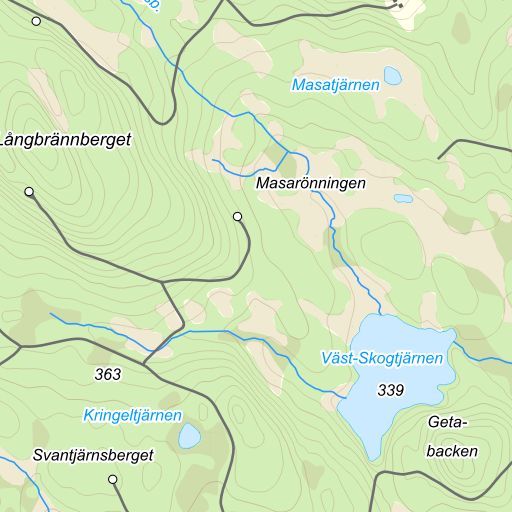 b.
Masatjärnen
Långbrännberget
Masarönningen
Väst-Skogtjärnen
363
339
Kringeltjärnen
Geta-
backen
Svantjärnsberget